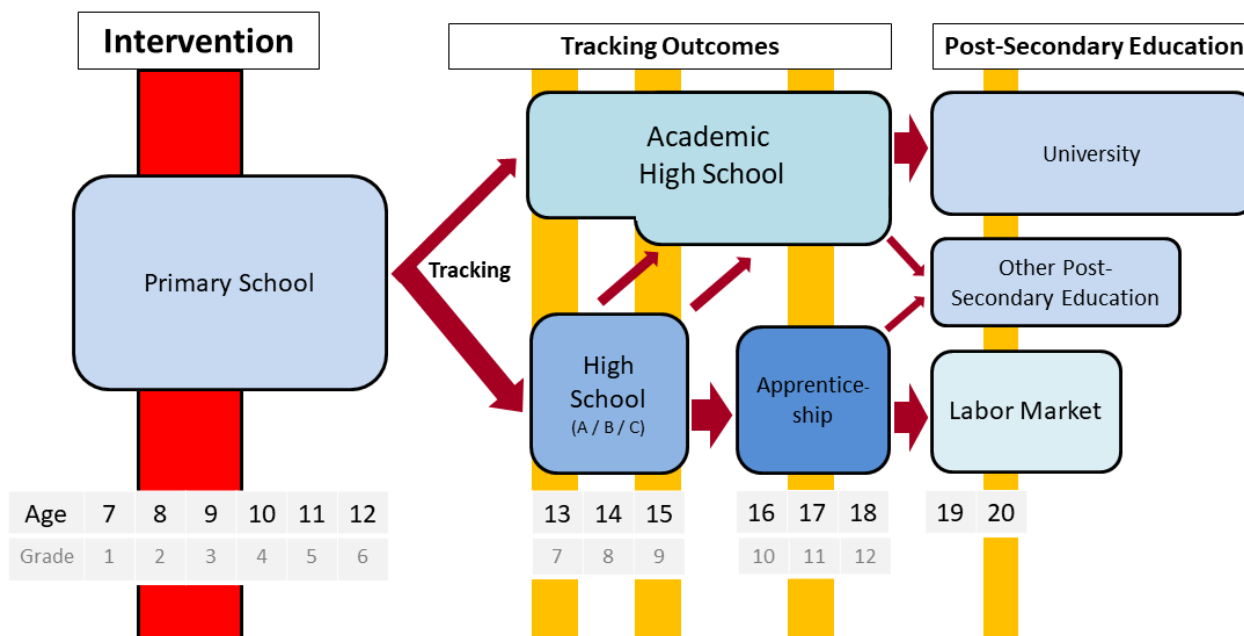 Intervention
Tracking Outcomes
Post-Secondary Education
Academic
High School
University
Primary School
Tracking
Other Post-
Secondary Education
High
School
(A / B / C)
Apprentice-
ship
Labor Market
Age 7 8 9 10 11 12 13 14 15 16 17 18 19 20
Grade 1 2 3 4 5 6 7 8 9 10 11 12